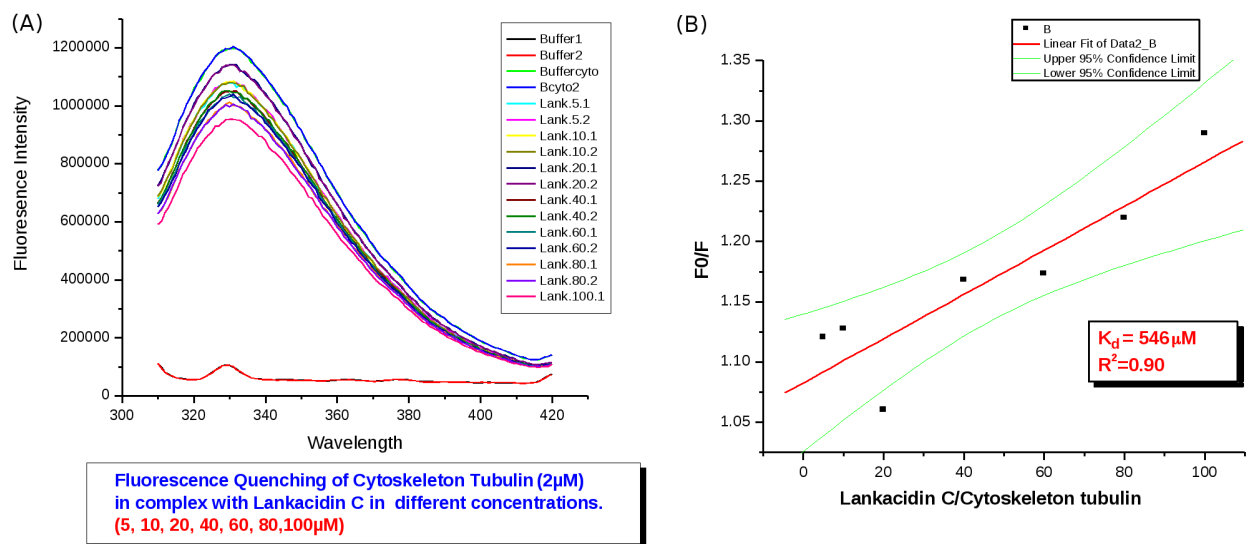 (A)
Fluoresence Intensity
1200000
1000000
800000
600000
400000
200000
0
300
320
340
360
380
400
420
Wavelength
Buffer1
Buffer2
Buffercyto
Bcyto2
Lank.5.1
Lank.5.2
Lank.10.1
Lank.10.2
Lank.20.1
Lank.20.2
Lank.40.1
Lank.40.2
Lank.60.1
Lank.60.2
Lank.80.1
Lank.80.2
Lank.100.1
Fluorescence Quenching of Cytoskeleton Tubulin (2µM)
in complex with Lankacidin C in different concentrations.
(5, 10, 20, 40, 60, 80,100µM)
(B)
B
Linear Fit of Data2_B
Upper 95% Confidence Limit
Lower 95% Confidence Limit
F0/F
1.35
1.30
1.25
1.20
1.15
1.10
1.05
0
20
40
60
80
100
Lankacidin C/Cytoskeleton tubulin
Kd = 546 µM
R²=0.90